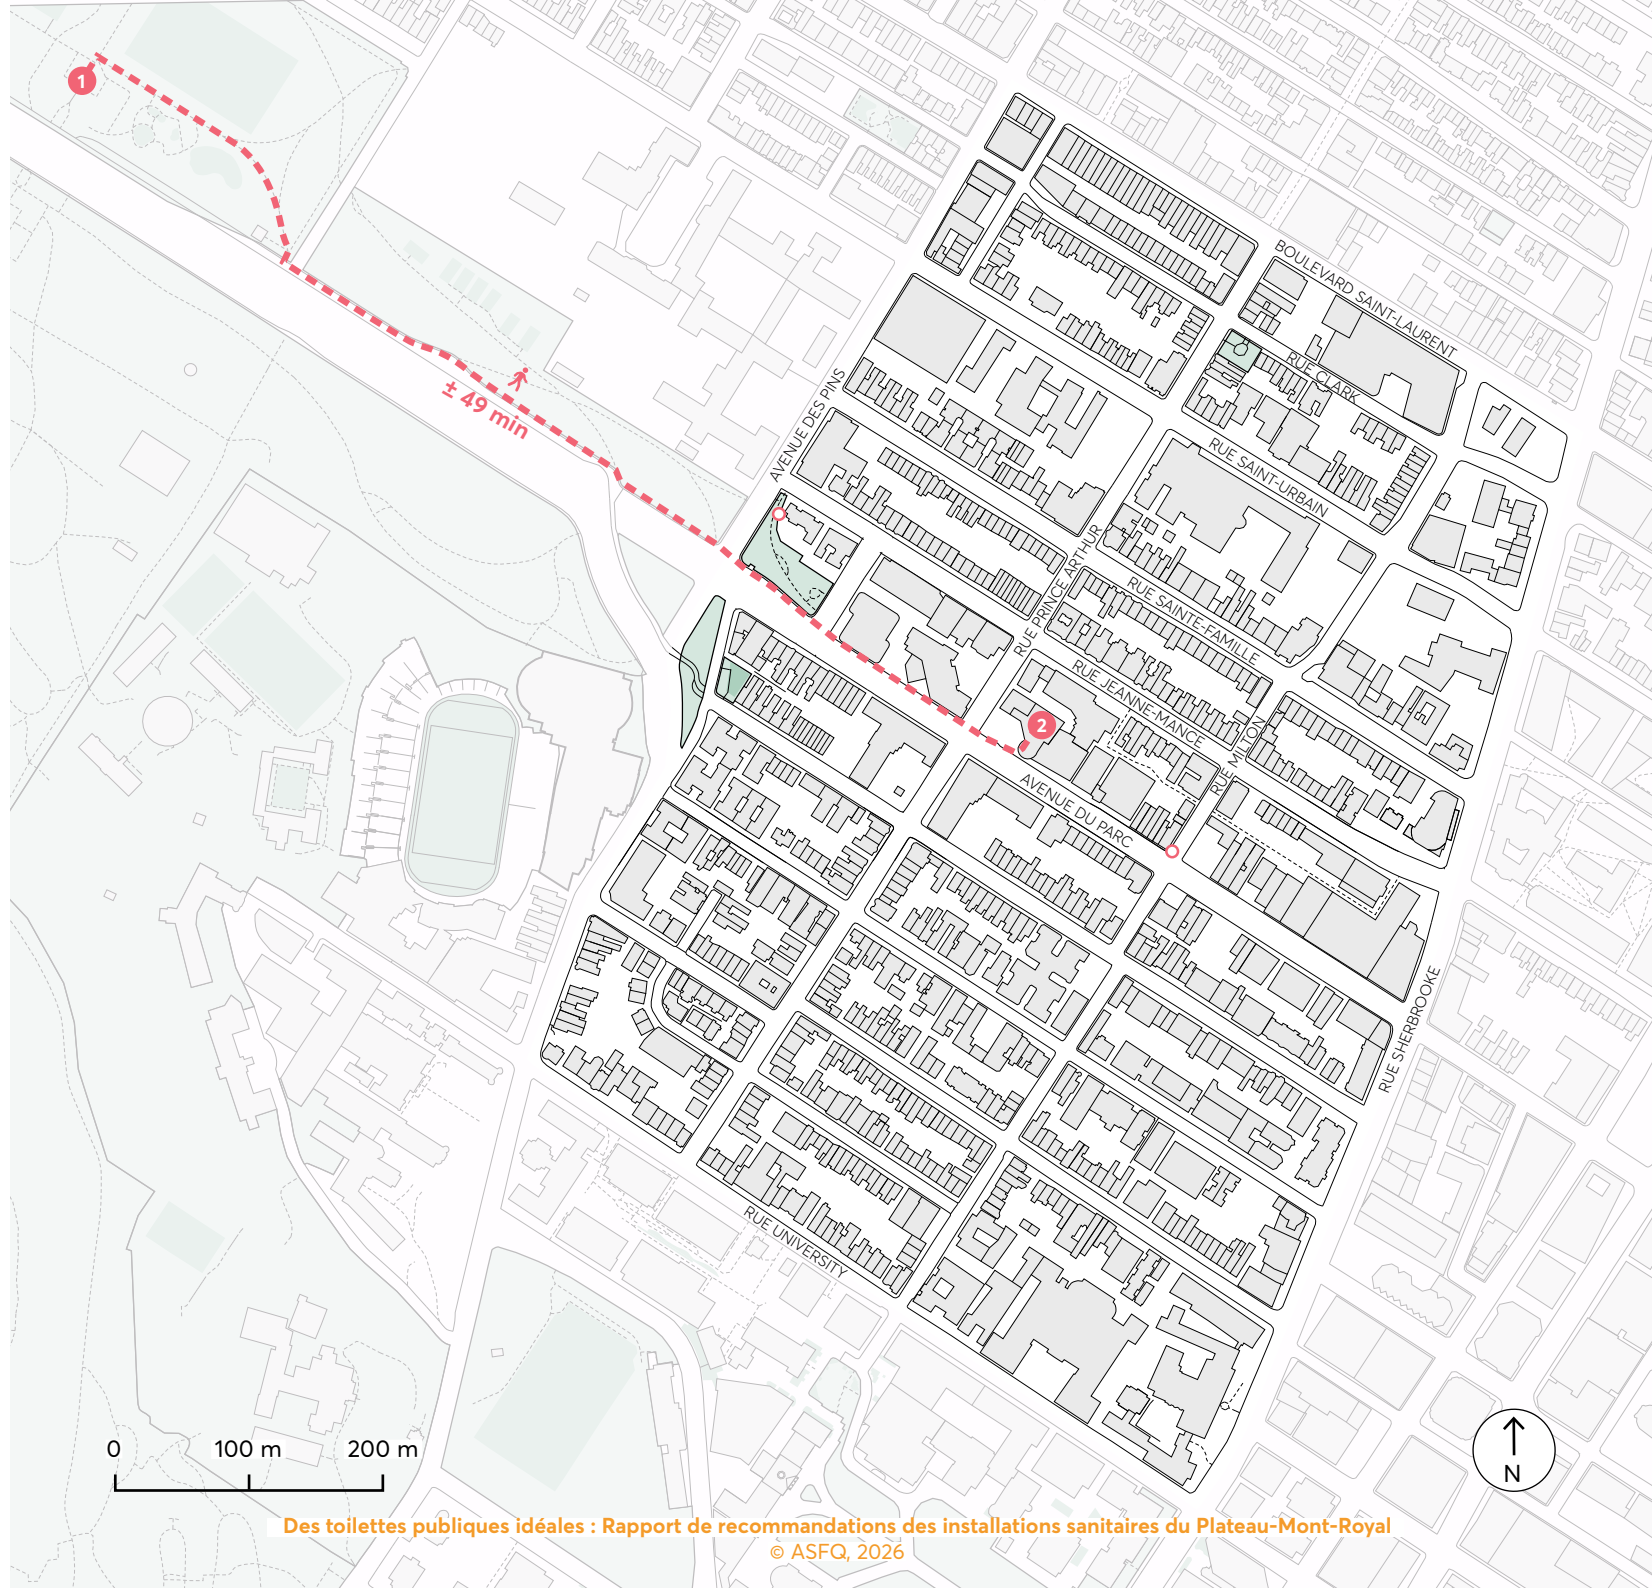 1
± 49 min
BOULEVARD SAINT-LAURENT
RUE CLARK
AVENUE DES PINS
RUE SAINT-URBAIN
RUE PRINCE ARTHUR
RUE SAINTE-FAMILLE
RUE JEANNE-MANCE
2
RUE MILTON
AVENUE DU PARC
RUE SHERBROOKE
RUE UNIVERSITY
0 100 m 200 m
N
Des toilettes publiques idéales : Rapport de recommandations des installations sanitaires du Plateau-Mont-Royal
© ASFQ, 2026